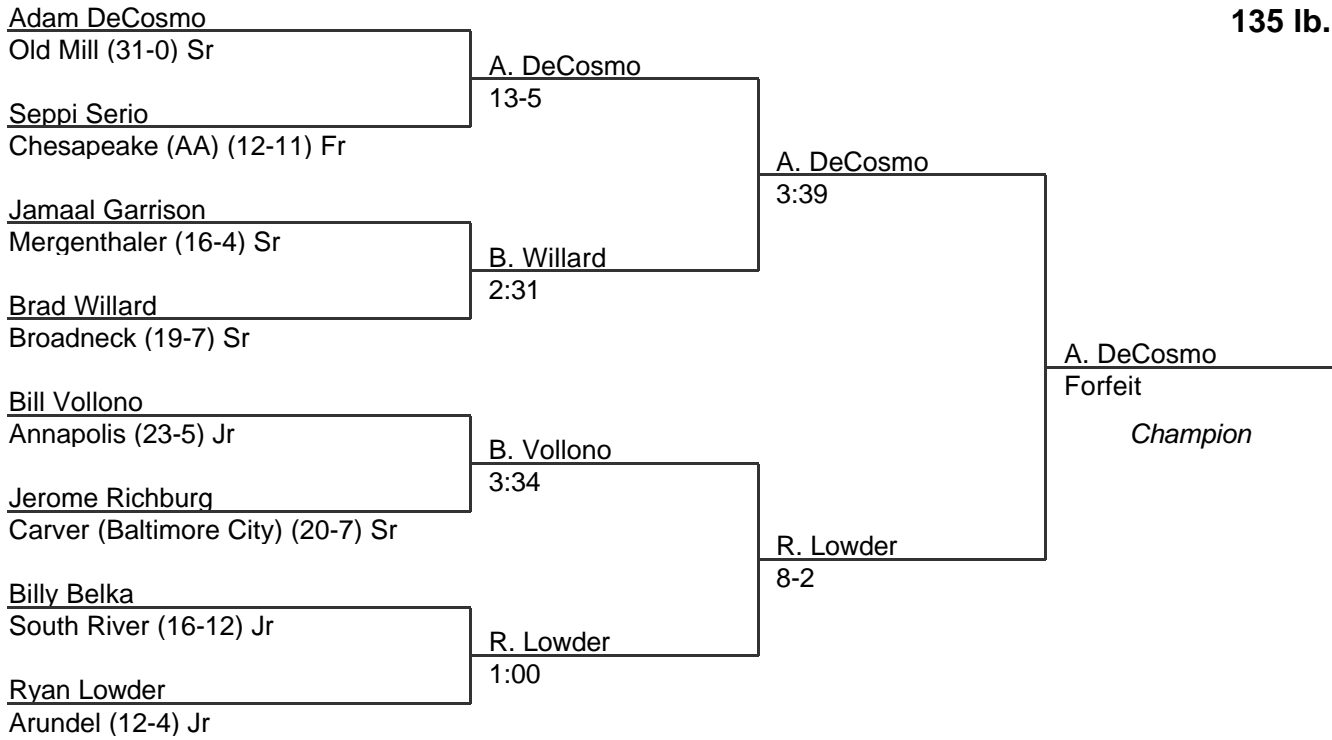 Adam DeCosmo
135 lb.
Old Mill (31-0) Sr
A. DeCosmo
13-5
Seppi Serio
Chesapeake (AA) (12-11) Fr
A. DeCosmo
3:39
Jamaal Garrison
Mergenthaler (16-4) Sr
B. Willard
2:31
Brad Willard
Broadneck (19-7) Sr
A. DeCosmo
Forfeit
Champion
Bill Vollono
Annapolis (23-5) Jr
B. Vollono
3:34
Jerome Richburg
Carver (Baltimore City) (20-7) Sr
R. Lowder
8-2
Billy Belka
South River (16-12) Jr
R. Lowder
1:00
Ryan Lowder
Arundel (12-4) Jr